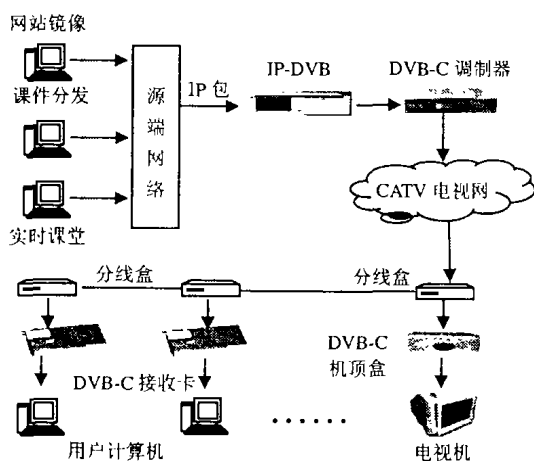 网站镜像
课件分发
实时课堂
源端网络
IP 包
IP-DVB
DVB-C 调制器
CATV 电视网
分线盒
分线盒
DVB-C 接收卡
DVB-C
机顶盒
用户计算机
......
电视机